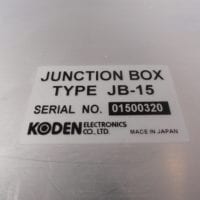 JUNCTION BOX
TYPE JB-15
SERIAL NO. 01500320
KODEN ELECTRONICS CO., LTD. MADE IN JAPAN